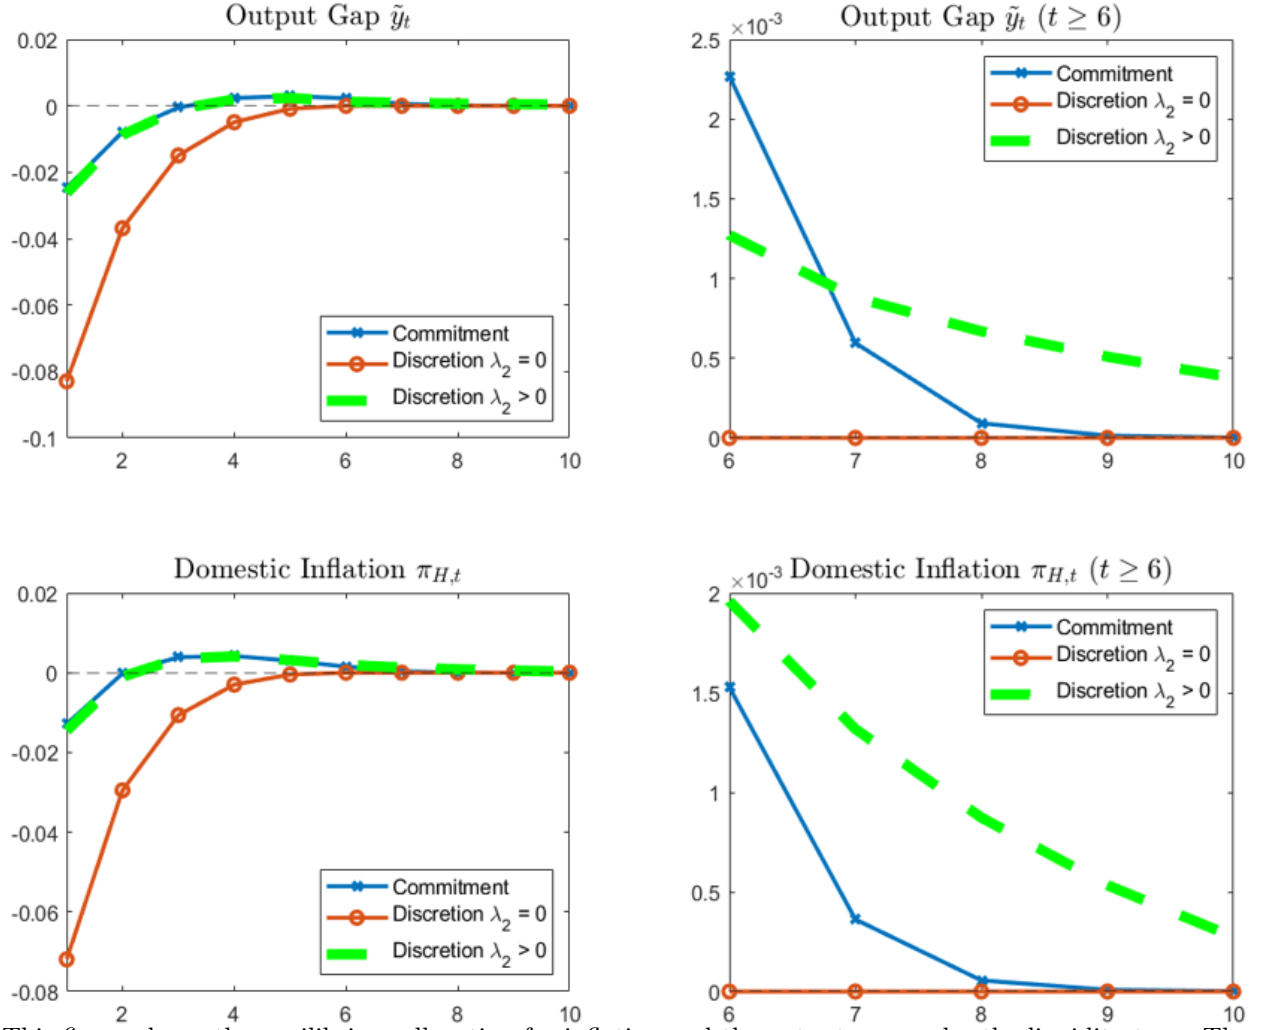 Output Gap ỹ_t
0.02
0
-0.02
-0.04
-0.06
-0.08
-0.1
2 4 6 8 10
Commitment
Discretion λ_2 = 0
Discretion λ_2 > 0
Output Gap ỹ_t (t ≥ 6)
×10^-3
2.5
2
1.5
1
0.5
0
6 7 8 9 10
Commitment
Discretion λ_2 = 0
Discretion λ_2 > 0
Domestic Inflation π_{H,t}
0.02
0
-0.02
-0.04
-0.06
-0.08
2 4 6 8 10
Commitment
Discretion λ_2 = 0
Discretion λ_2 > 0
Domestic Inflation π_{H,t} (t ≥ 6)
×10^-3
2
1.5
1
0.5
0
6 7 8 9 10
Commitment
Discretion λ_2 = 0
Discretion λ_2 > 0